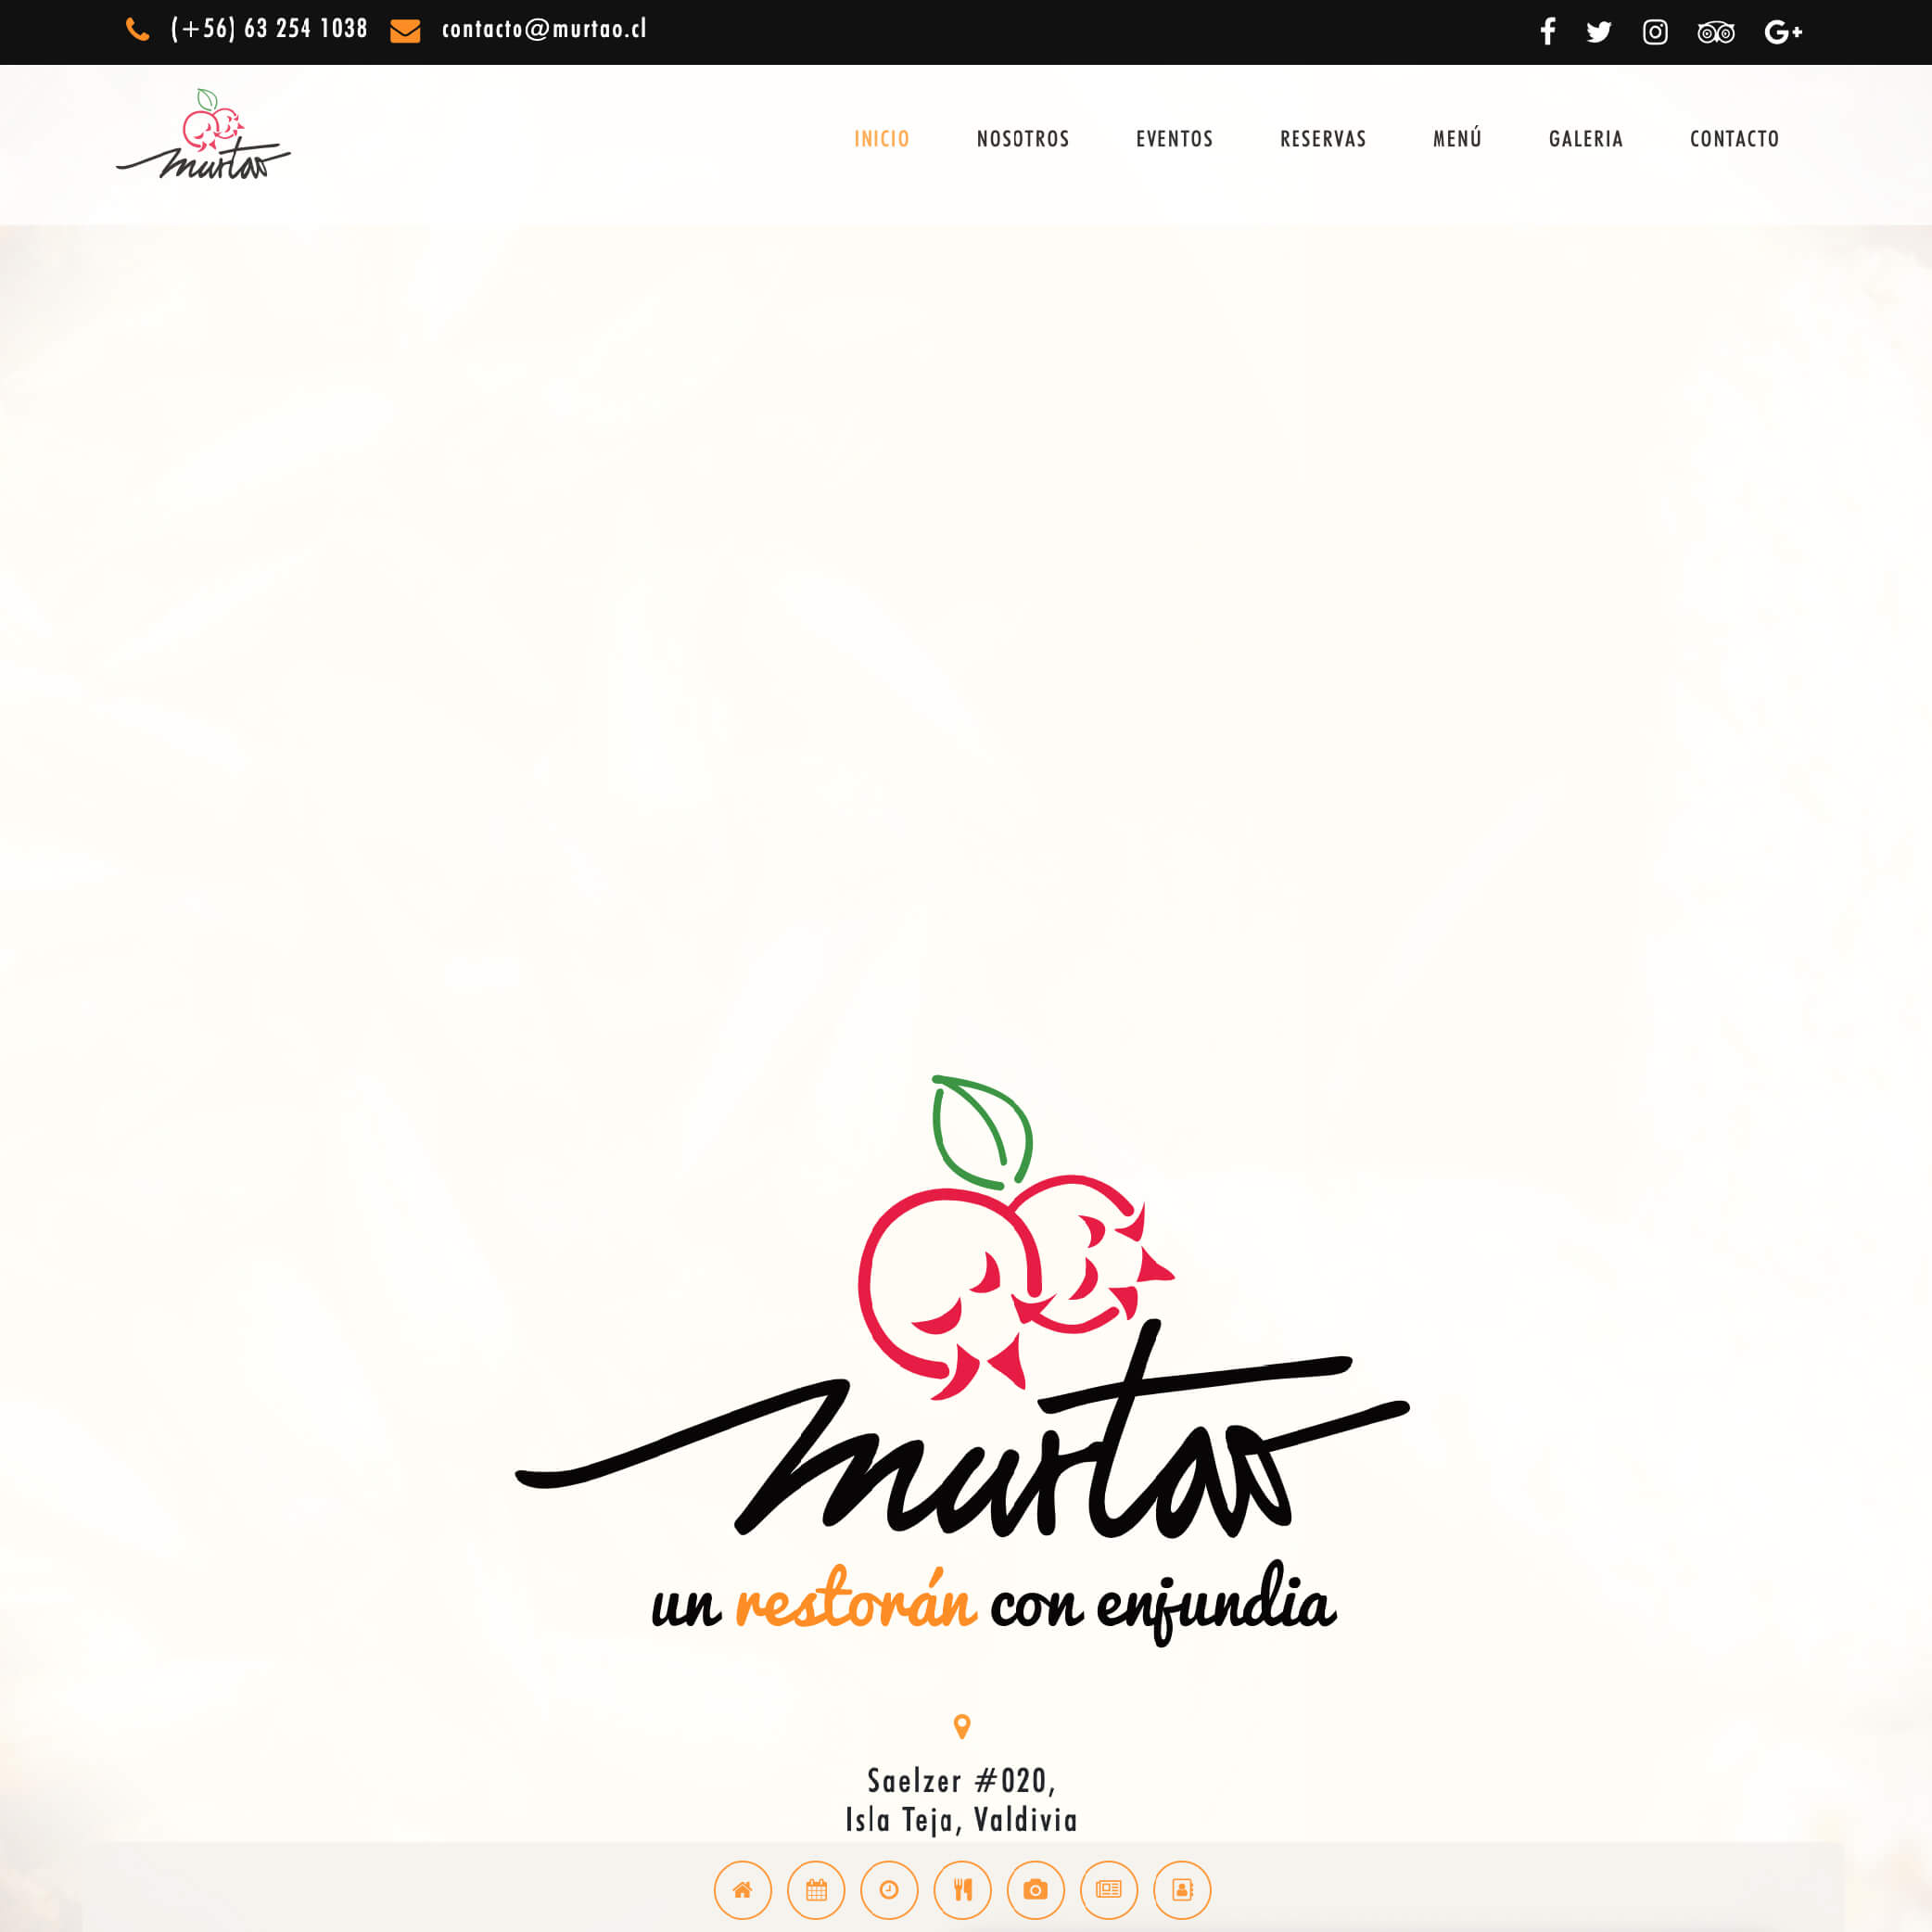 (+56) 63 254 1038 contacto@murtao.cl
murtao
INICIO NOSOTROS EVENTOS RESERVAS MENÚ GALERIA CONTACTO
murtao
un restorán con enjundia
Saelzer #020,
Isla Teja, Valdivia